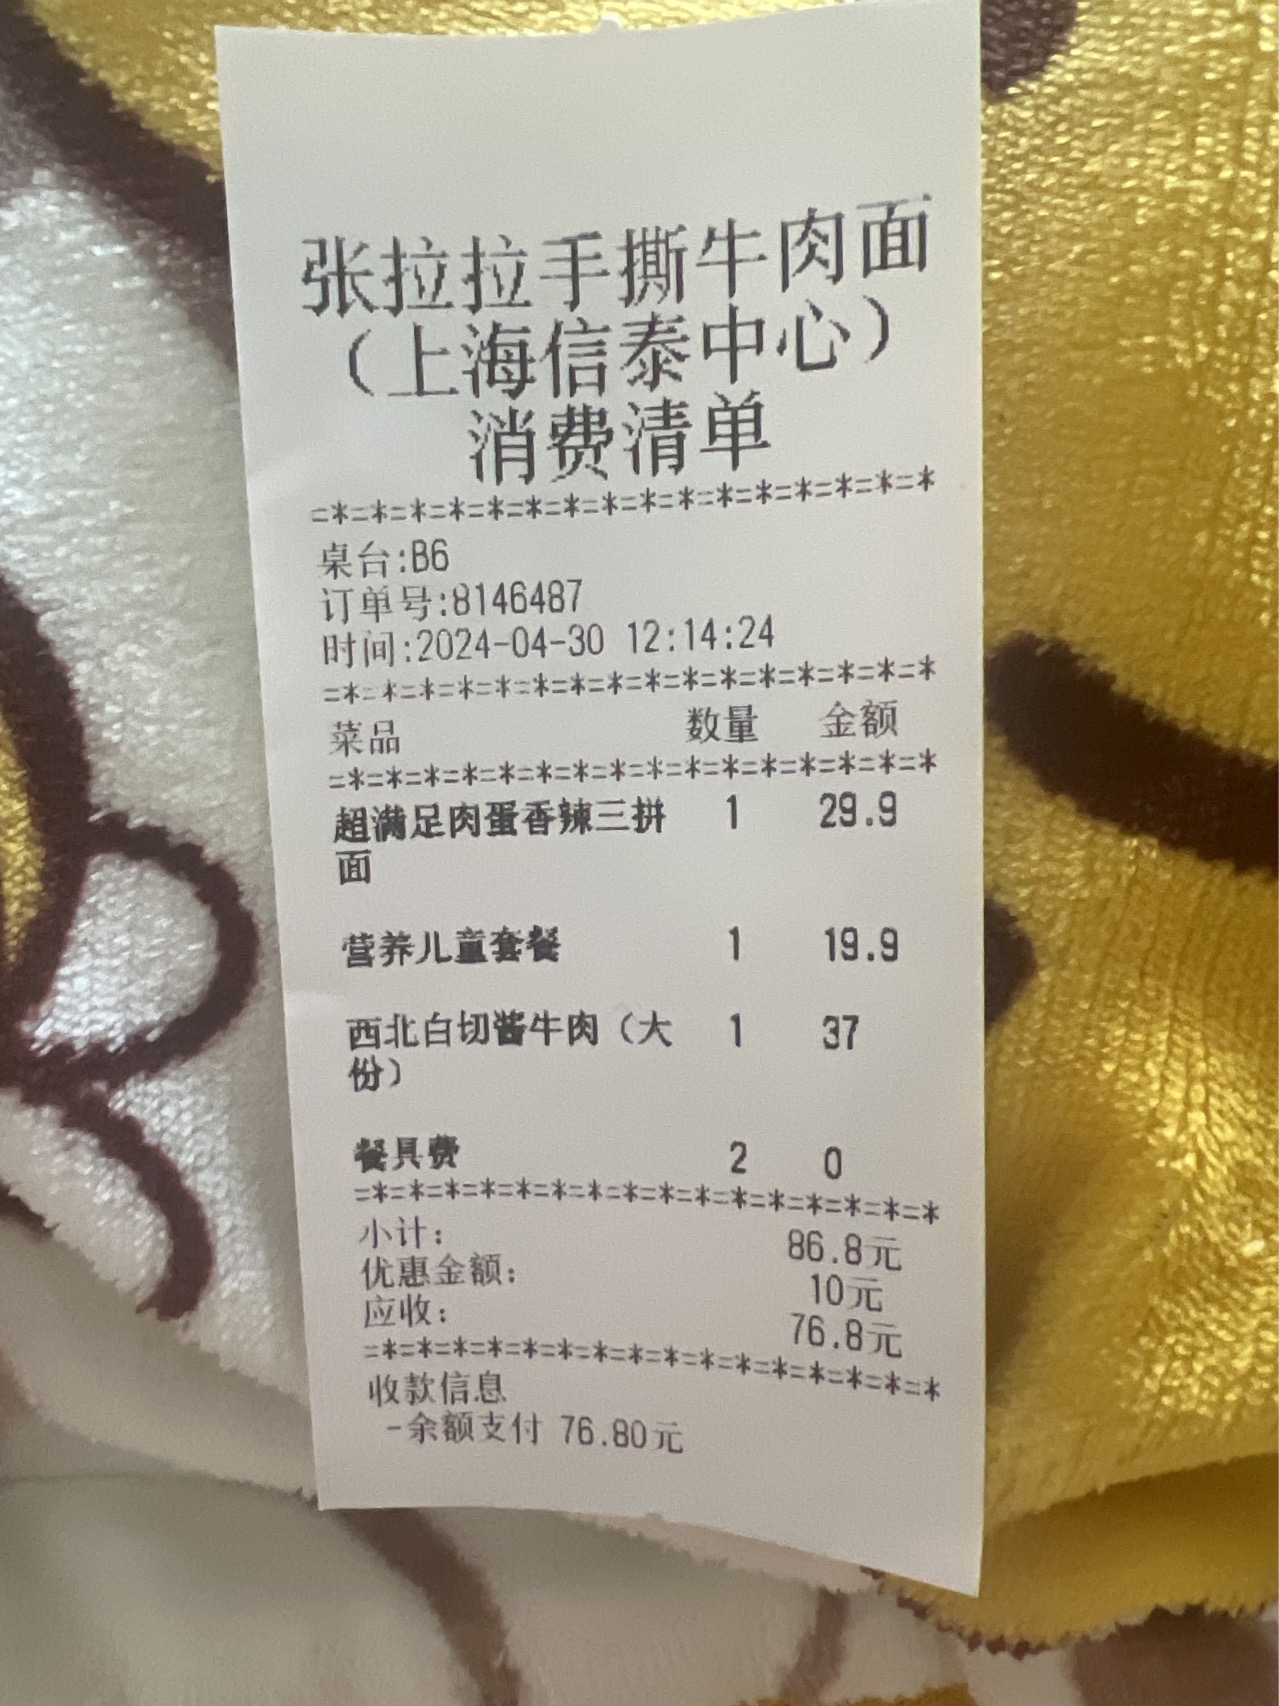 张拉拉手撕牛肉面
（上海信泰中心）
消费清单
=*=*=*=*=*=*=*=*=*=*=*=*=*=*=*=*
桌台:B6
订单号:8146487
时间:2024-04-30 12:14:24
=*=*=*=*=*=*=*=*=*=*=*=*=*=*=*=*
菜品 数量 金额
=*=*=*=*=*=*=*=*=*=*=*=*=*=*=*=*
超满足肉蛋香辣三拼 1 29.9
面
营养儿童套餐 1 19.9
西北白切酱牛肉（大 1 37
份）
餐具费 2 0
=*=*=*=*=*=*=*=*=*=*=*=*=*=*=*=*
小计： 86.8元
优惠金额： 10元
应收： 76.8元
=*=*=*=*=*=*=*=*=*=*=*=*=*=*=*=*
收款信息
-余额支付 76.80元